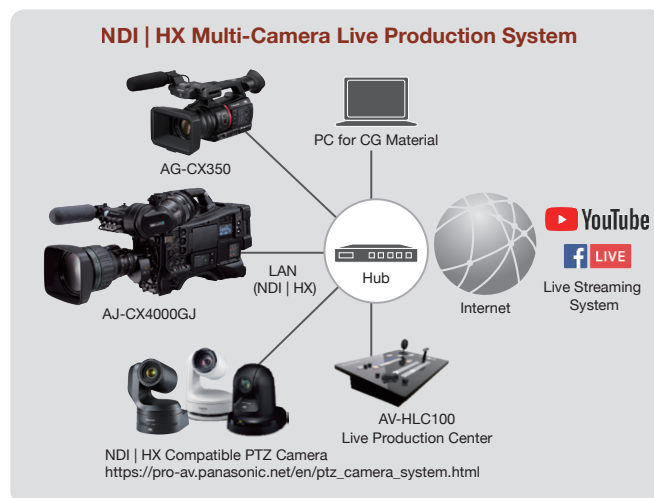 NDI | HX Multi-Camera Live Production System
AG-CX350
PC for CG Material
AJ-CX4000GJ
LAN
(NDI | HX)
Hub
Internet
YouTube
f LIVE
Live Streaming
System
AV-HLC100
Live Production Center
NDI | HX Compatible PTZ Camera
https://pro-av.panasonic.net/en/ptz_camera_system.html